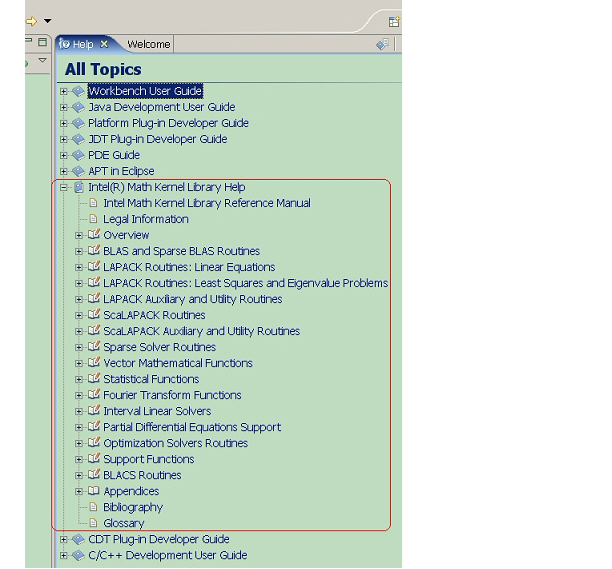 Help Welcome
All Topics
Workbench User Guide
Java Development User Guide
Platform Plug-in Developer Guide
JDT Plug-in Developer Guide
PDE Guide
APT in Eclipse
Intel(R) Math Kernel Library Help
Intel Math Kernel Library Reference Manual
Legal Information
Overview
BLAS and Sparse BLAS Routines
LAPACK Routines: Linear Equations
LAPACK Routines: Least Squares and Eigenvalue Problems
LAPACK Auxiliary and Utility Routines
ScaLAPACK Routines
ScaLAPACK Auxiliary and Utility Routines
Sparse Solver Routines
Vector Mathematical Functions
Statistical Functions
Fourier Transform Functions
Interval Linear Solvers
Partial Differential Equations Support
Optimization Solvers Routines
Support Functions
BLACS Routines
Appendices
Bibliography
Glossary
CDT Plug-in Developer Guide
C/C++ Development User Guide